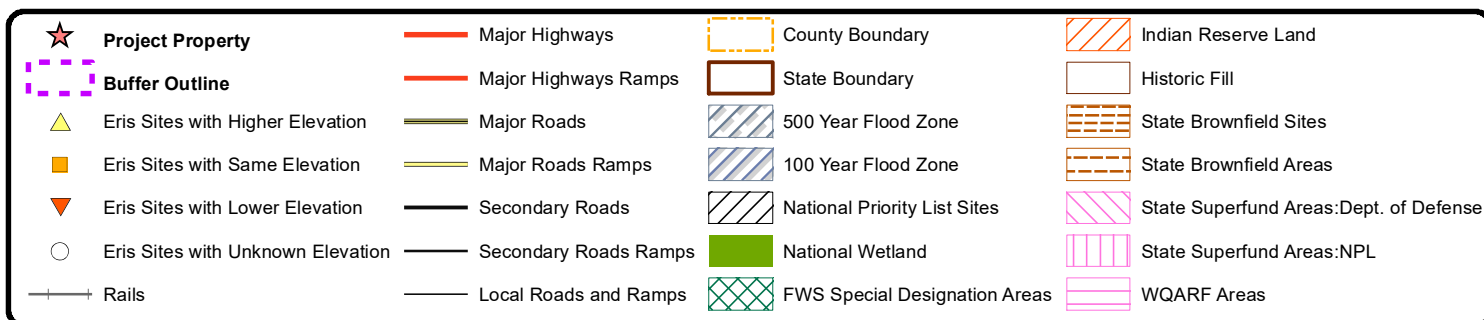 Project Property
Buffer Outline
Eris Sites with Higher Elevation
Eris Sites with Same Elevation
Eris Sites with Lower Elevation
Eris Sites with Unknown Elevation
Rails
Major Highways
Major Highways Ramps
Major Roads
Major Roads Ramps
Secondary Roads
Secondary Roads Ramps
Local Roads and Ramps
County Boundary
State Boundary
500 Year Flood Zone
100 Year Flood Zone
National Priority List Sites
National Wetland
FWS Special Designation Areas
Indian Reserve Land
Historic Fill
State Brownfield Sites
State Brownfield Areas
State Superfund Areas:Dept. of Defense
State Superfund Areas:NPL
WQARF Areas